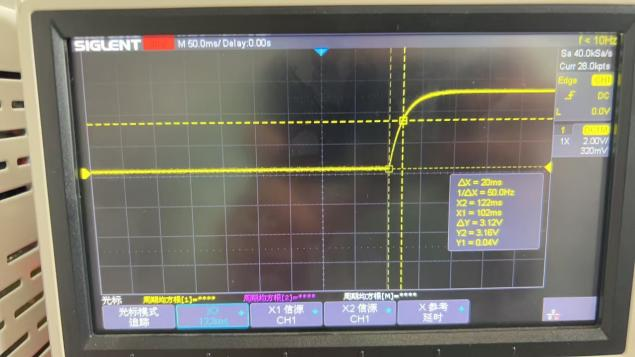 SIGLENT
M 50.0ms/ Delay:0.00s
f < 10Hz
Sa 40.0kSa/s
Curr 28.0kpts
Edge CH1
DC
L 0.0V
1
1X 2.00V/
320mV
ΔX = 20ms
1/ΔX = 50.0Hz
X2 = 122ms
X1 = 102ms
ΔY = 3.12V
Y2 = 3.16V
Y1 = 0.04V
光标
周期均方根[1]=****
周期均方根[2]=****
周期均方根[M]=****
光标模式
追踪
X2
122ms
X1 信源
CH1
X2 信源
CH1
X 参考
延时